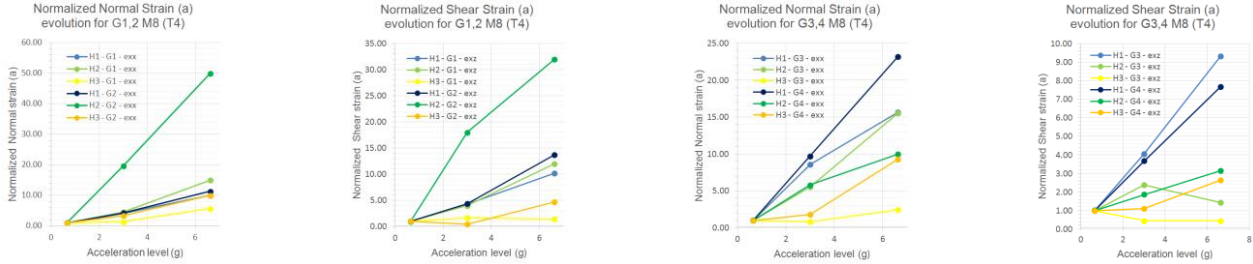 Normalized Normal Strain (a)
evolution for G1,2 M8 (T4)
Normalized Normal strain (a)
60.00
50.00
40.00
30.00
20.00
10.00
0.00
H1 - G1 - exx
H2 - G1 - exx
H3 - G1 - exx
H1 - G2 - exx
H2 - G2 - exx
H3 - G2 - exx
0 2 4 6
Acceleration level (g)
Normalized Shear Strain (a)
evolution for G1,2 M8 (T4)
Normalized Shear strain (a)
35.00
30.00
25.00
20.00
15.00
10.00
5.00
0.00
H1 - G1 - exz
H2 - G1 - exz
H3 - G1 - exz
H1 - G2 - exz
H2 - G2 - exz
H3 - G2 - exz
0 2 4 6
Acceleration level (g)
Normalized Normal Strain (a)
evolution for G3,4 M8 (T4)
Normalized Normal strain (a)
25.00
20.00
15.00
10.00
5.00
0.00
H1 - G3 - exx
H2 - G3 - exx
H3 - G3 - exx
H1 - G4 - exx
H2 - G4 - exx
H3 - G4 - exx
0 2 4 6
Acceleration level (g)
Normalized Shear Strain (a)
evolution for G3,4 M8 (T4)
Normalized Shear strain (a)
10.00
9.00
8.00
7.00
6.00
5.00
4.00
3.00
2.00
1.00
0.00
H1 - G3 - exz
H2 - G3 - exz
H3 - G3 - exz
H1 - G4 - exz
H2 - G4 - exz
H3 - G4 - exz
0 2 4 6 8
Acceleration level (g)